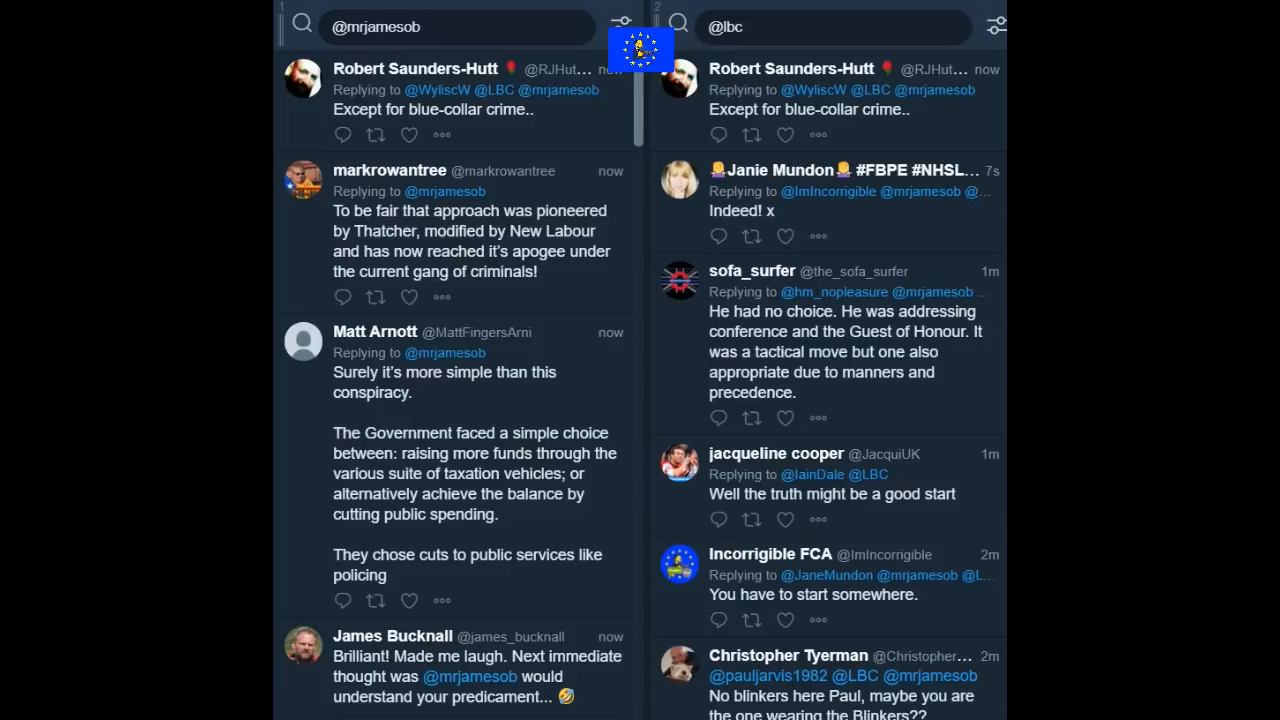 1
@mrjamesob
Robert Saunders-Hutt @RJHut... now
Replying to @WyliscW @LBC @mrjamesob
Except for blue-collar crime..
markrowantree @markrowantree now
Replying to @mrjamesob
To be fair that approach was pioneered
by Thatcher, modified by New Labour
and has now reached it's apogee under
the current gang of criminals!
Matt Arnott @MattFingersArni now
Replying to @mrjamesob
Surely it's more simple than this
conspiracy.
The Government faced a simple choice
between: raising more funds through the
various suite of taxation vehicles; or
alternatively achieve the balance by
cutting public spending.
They chose cuts to public services like
policing
James Bucknall @james_bucknall now
Brilliant! Made me laugh. Next immediate
thought was @mrjamesob would
understand your predicament... 🤣
2
@lbc
Robert Saunders-Hutt @RJHut... now
Replying to @WyliscW @LBC @mrjamesob
Except for blue-collar crime..
Janie Mundon #FBPE #NHSL... 7s
Replying to @ImIncorrigible @mrjamesob @...
Indeed! x
sofa_surfer @the_sofa_surfer 1m
Replying to @hm_nopleasure @mrjamesob ...
He had no choice. He was addressing
conference and the Guest of Honour. It
was a tactical move but one also
appropriate due to manners and
precedence.
jacqueline cooper @JacquiUK 1m
Replying to @IainDale @LBC
Well the truth might be a good start
Incorrigible FCA @ImIncorrigible 2m
Replying to @JaneMundon @mrjamesob @L...
You have to start somewhere.
Christopher Tyerman @Christopher... 2m
@pauljarvis1982 @LBC @mrjamesob
No blinkers here Paul, maybe you are
the one wearing the Blinkers??